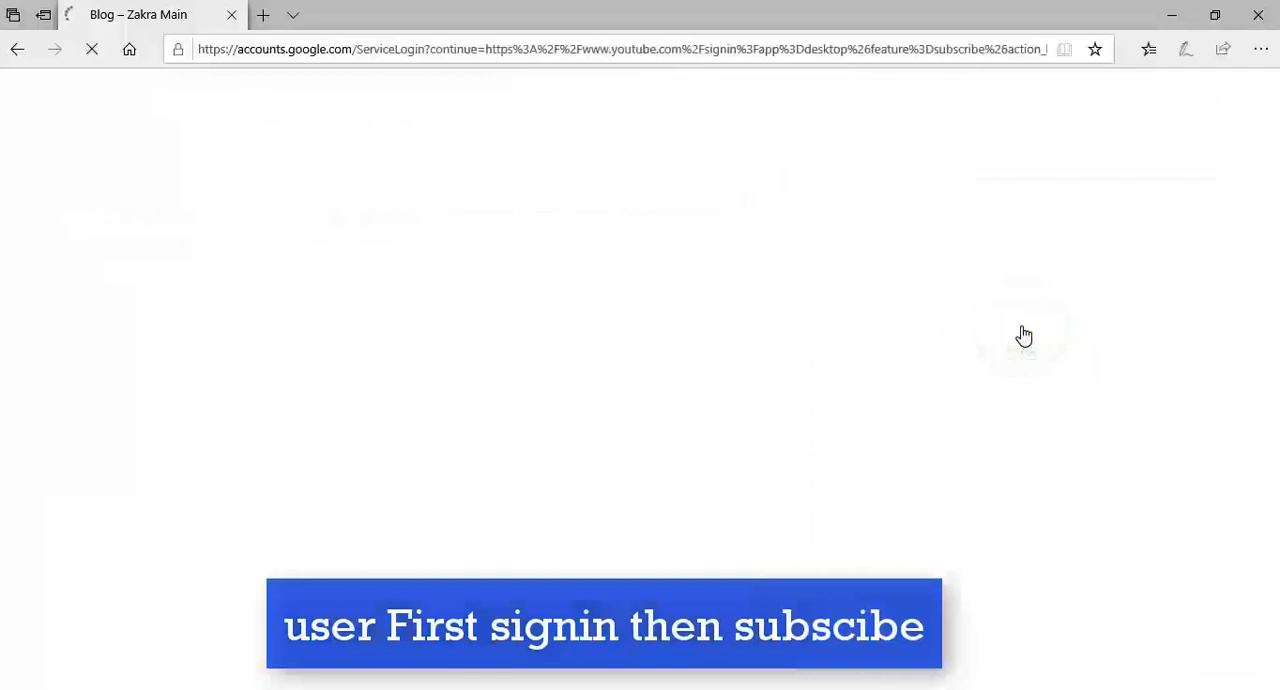 Blog – Zakra Main
https://accounts.google.com/ServiceLogin?continue=https%3A%2F%2Fwww.youtube.com%2Fsignin%3Fapp%3Ddesktop%26feature%3Dsubscribe%26action_
user First signin then subscibe